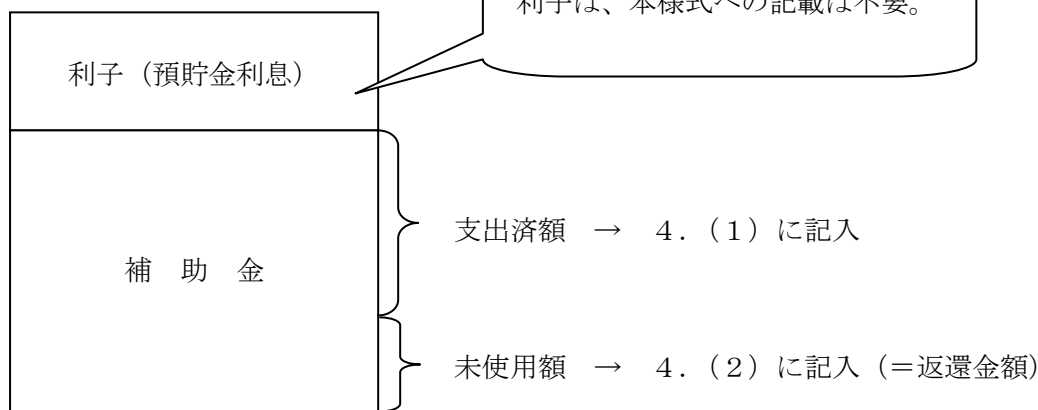 利子は、本様式への記載は不要。
利子（預貯金利息）
支出済額　→　４．（１）に記入
補　助　金
未使用額　→　４．（２）に記入（＝返還金額）